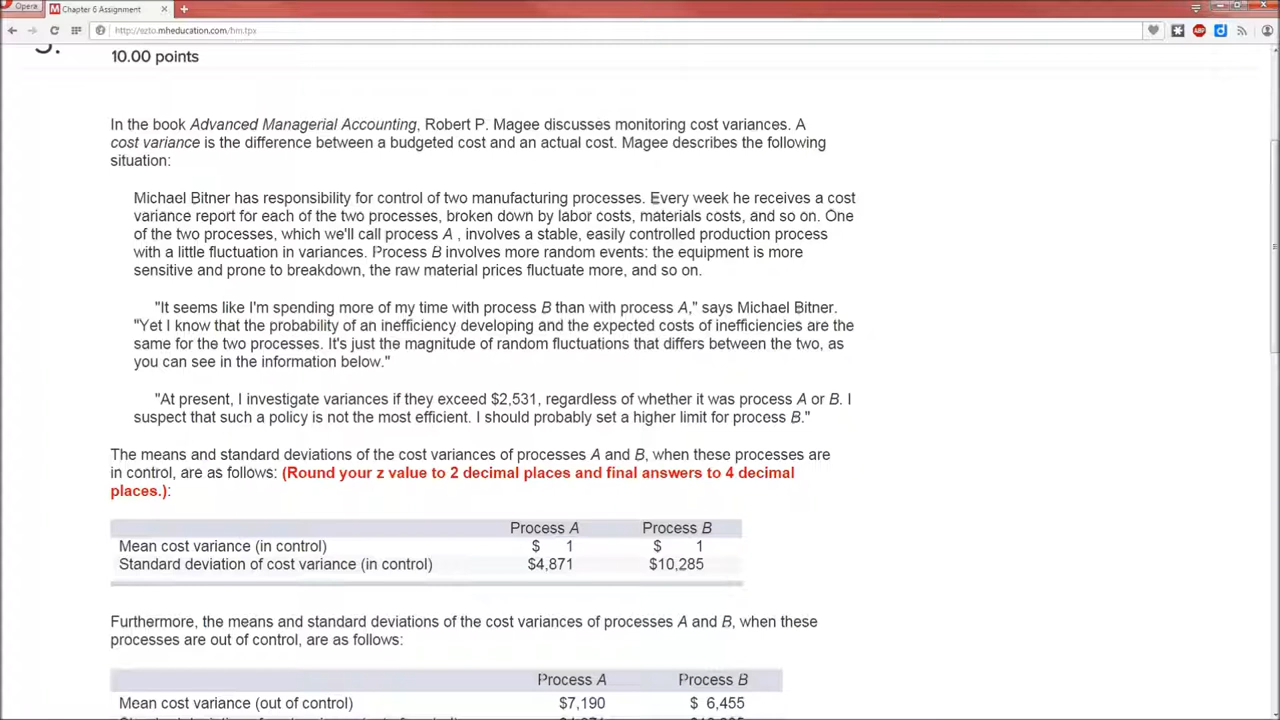 Opera
Chapter 6 Assignment
http://ezto.mheducation.com/hm.tpx
10.00 points
In the book Advanced Managerial Accounting, Robert P. Magee discusses monitoring cost variances. A
cost variance is the difference between a budgeted cost and an actual cost. Magee describes the following
situation:
Michael Bitner has responsibility for control of two manufacturing processes. Every week he receives a cost
variance report for each of the two processes, broken down by labor costs, materials costs, and so on. One
of the two processes, which we'll call process A , involves a stable, easily controlled production process
with a little fluctuation in variances. Process B involves more random events: the equipment is more
sensitive and prone to breakdown, the raw material prices fluctuate more, and so on.
"It seems like I'm spending more of my time with process B than with process A," says Michael Bitner.
"Yet I know that the probability of an inefficiency developing and the expected costs of inefficiencies are the
same for the two processes. It's just the magnitude of random fluctuations that differs between the two, as
you can see in the information below."
"At present, I investigate variances if they exceed $2,531, regardless of whether it was process A or B. I
suspect that such a policy is not the most efficient. I should probably set a higher limit for process B."
The means and standard deviations of the cost variances of processes A and B, when these processes are
in control, are as follows: (Round your z value to 2 decimal places and final answers to 4 decimal
places.):
Process A Process B
Mean cost variance (in control) $ 1 $ 1
Standard deviation of cost variance (in control) $4,871 $10,285
Furthermore, the means and standard deviations of the cost variances of processes A and B, when these
processes are out of control, are as follows:
Process A Process B
Mean cost variance (out of control) $7,190 $ 6,455